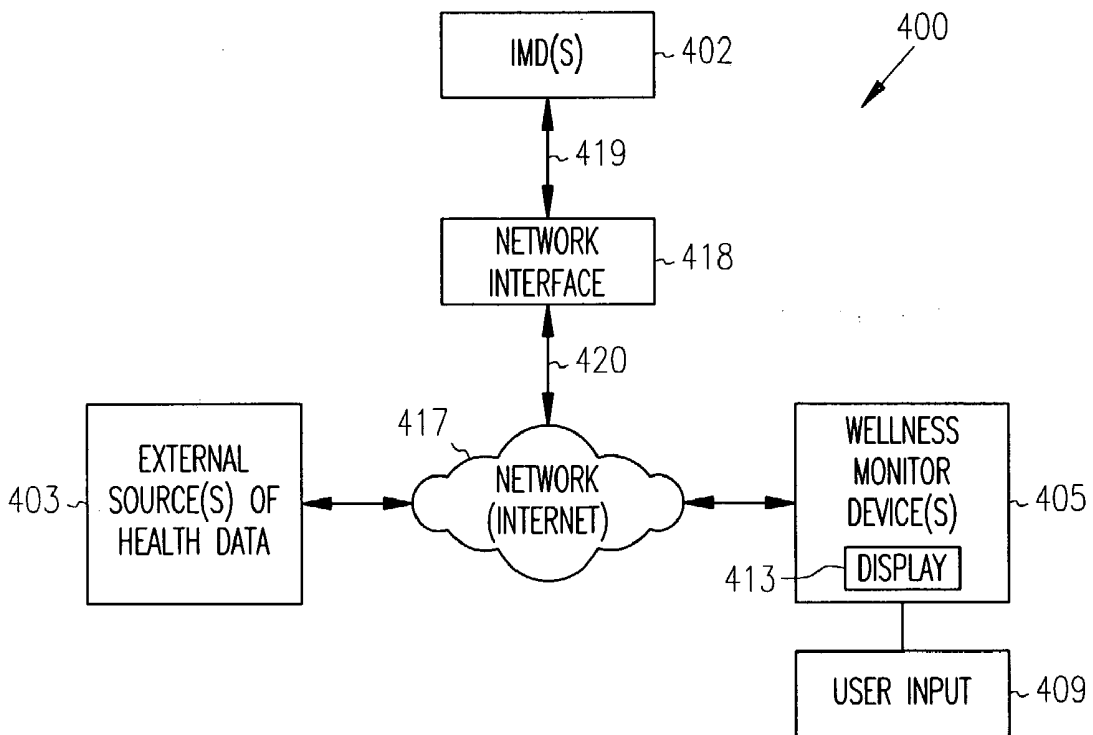 IMD(S)
402
400
419
NETWORK
INTERFACE
418
420
417
EXTERNAL
SOURCE(S) OF
HEALTH DATA
403
NETWORK
(INTERNET)
WELLNESS
MONITOR
DEVICE(S)
405
413
DISPLAY
USER INPUT
409